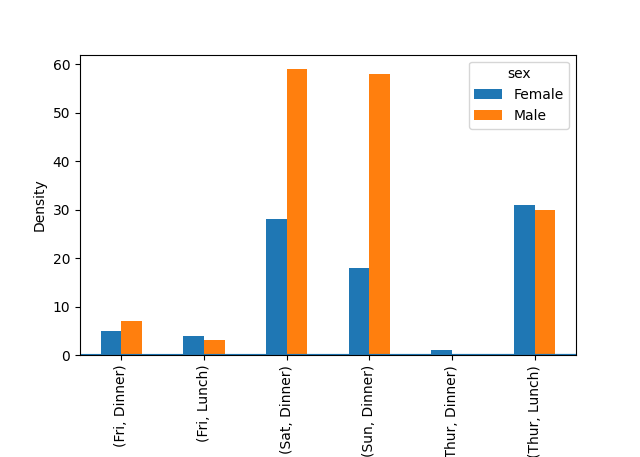 sex
Female
Male
60
50
40
30
20
10
0
Density
(Fri, Dinner)
(Fri, Lunch)
(Sat, Dinner)
(Sun, Dinner)
Thur, Dinner)
(Thur, Lunch)